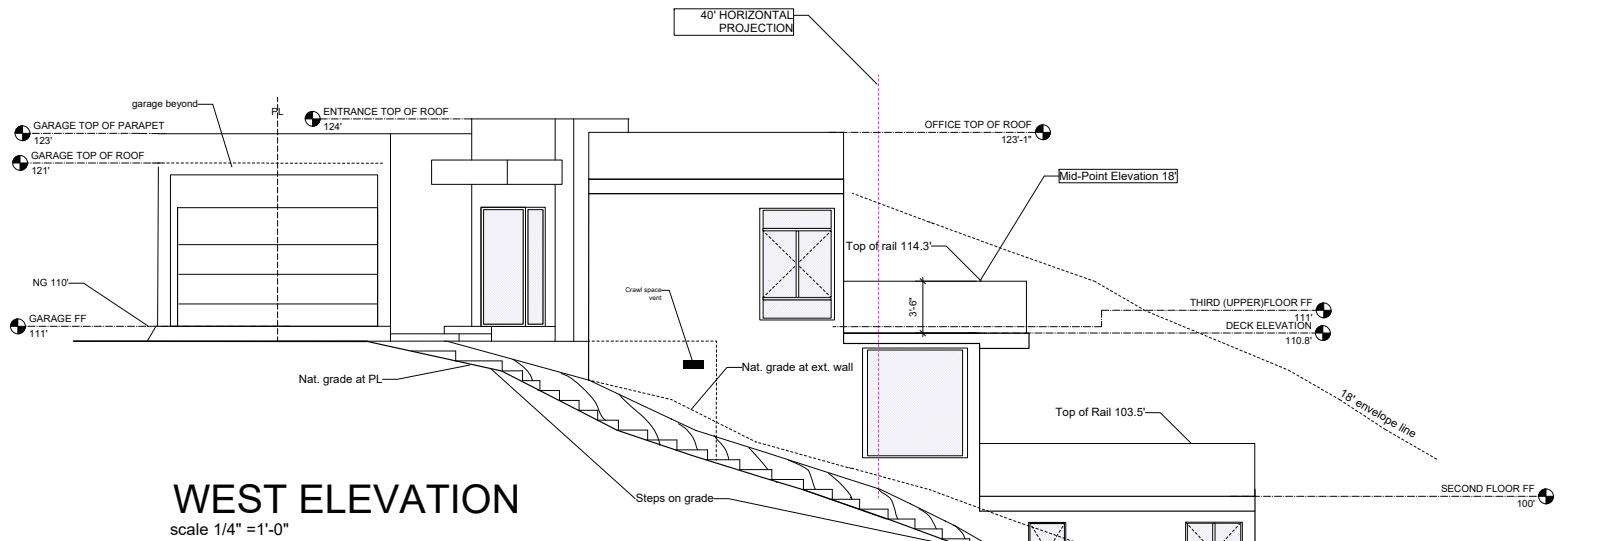 40' HORIZONTAL
PROJECTION
garage beyond
PL
ENTRANCE TOP OF ROOF
124'
GARAGE TOP OF PARAPET
123'
OFFICE TOP OF ROOF
123'-1"
GARAGE TOP OF ROOF
121'
Mid-Point Elevation 18'
Top of rail 114.3'
NG 110'
Crawl space
vent
3'-6"
THIRD (UPPER)FLOOR FF
111'
GARAGE FF
111'
DECK ELEVATION
110.8'
Nat. grade at PL
Nat. grade at ext. wall
18' envelope line
Top of Rail 103.5'
WEST ELEVATION
scale 1/4" =1'-0"
Steps on grade
SECOND FLOOR FF
100'